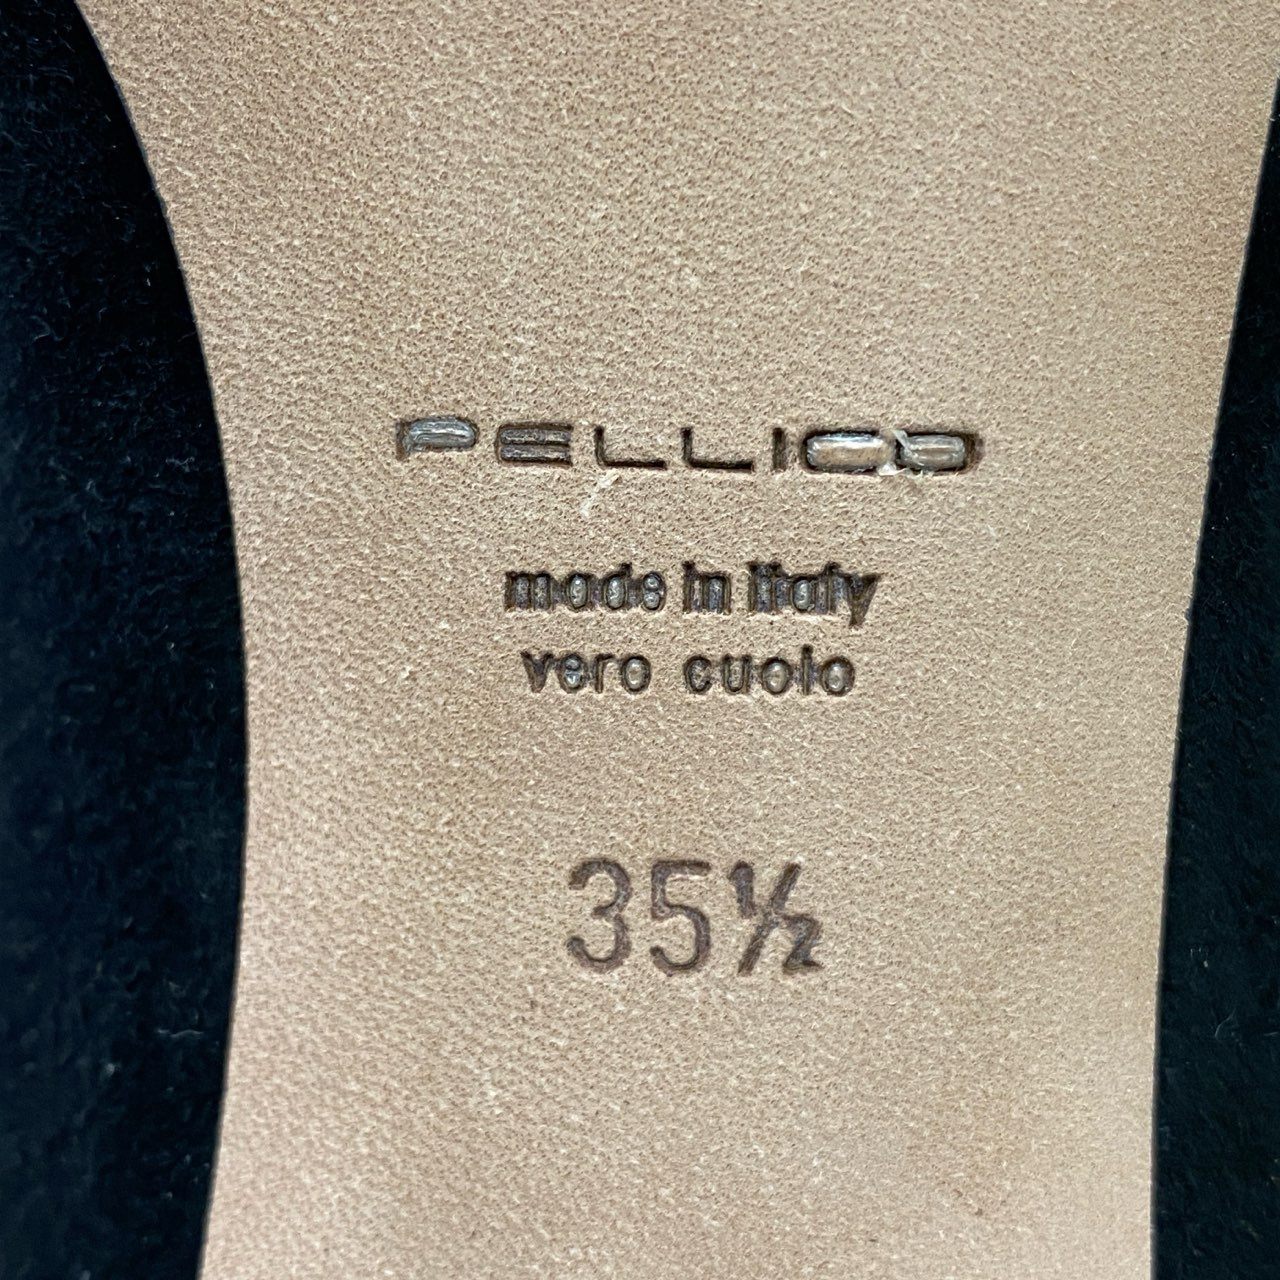 PELLICO
made in italy
vero cuoio
35½